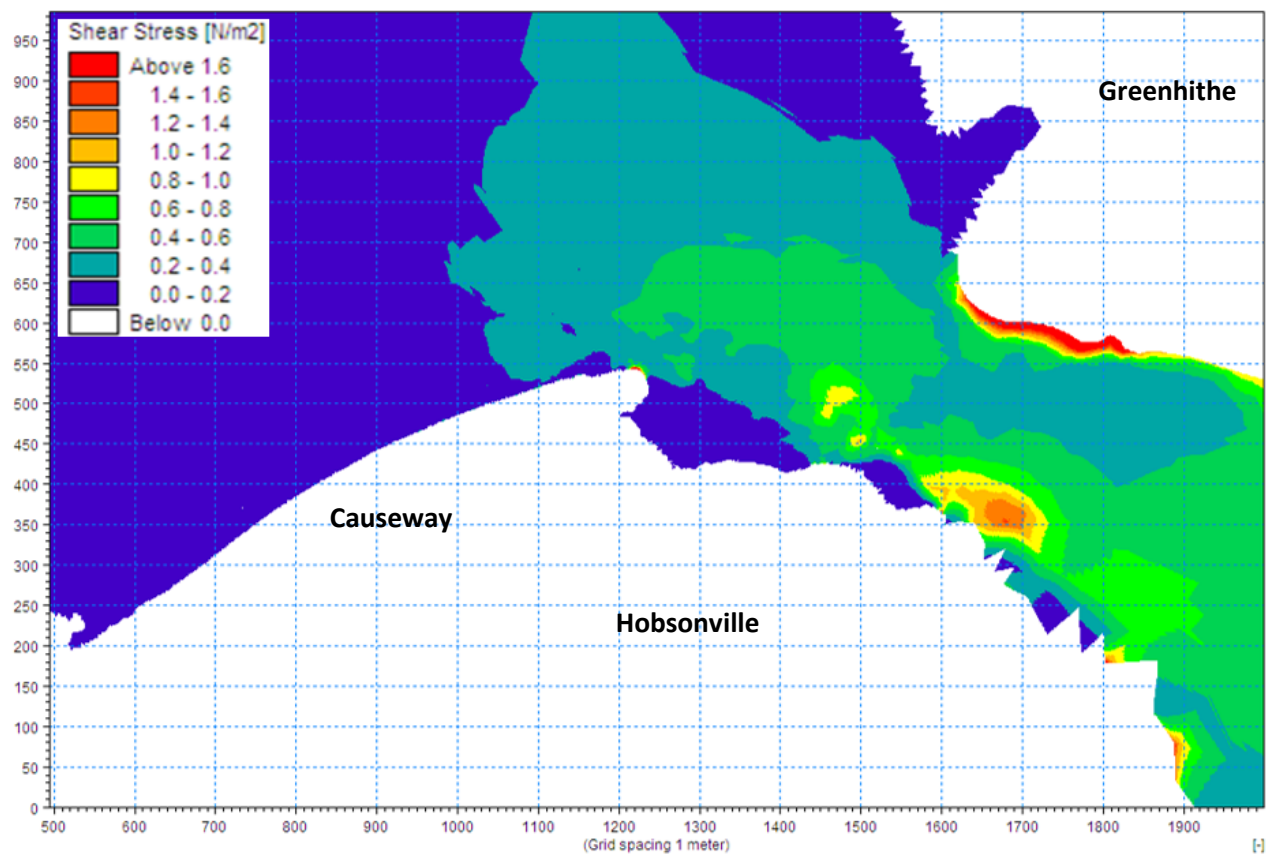 Shear Stress [N/m2]
Above 1.6
1.4 - 1.6
1.2 - 1.4
1.0 - 1.2
0.8 - 1.0
0.6 - 0.8
0.4 - 0.6
0.2 - 0.4
0.0 - 0.2
Below 0.0
Greenhithe
Causeway
Hobsonville
950
900
850
800
750
700
650
600
550
500
450
400
350
300
250
200
150
100
50
0
500 600 700 800 900 1000 1100 1200 1300 1400 1500 1600 1700 1800 1900
(Grid spacing 1 meter)
[-]